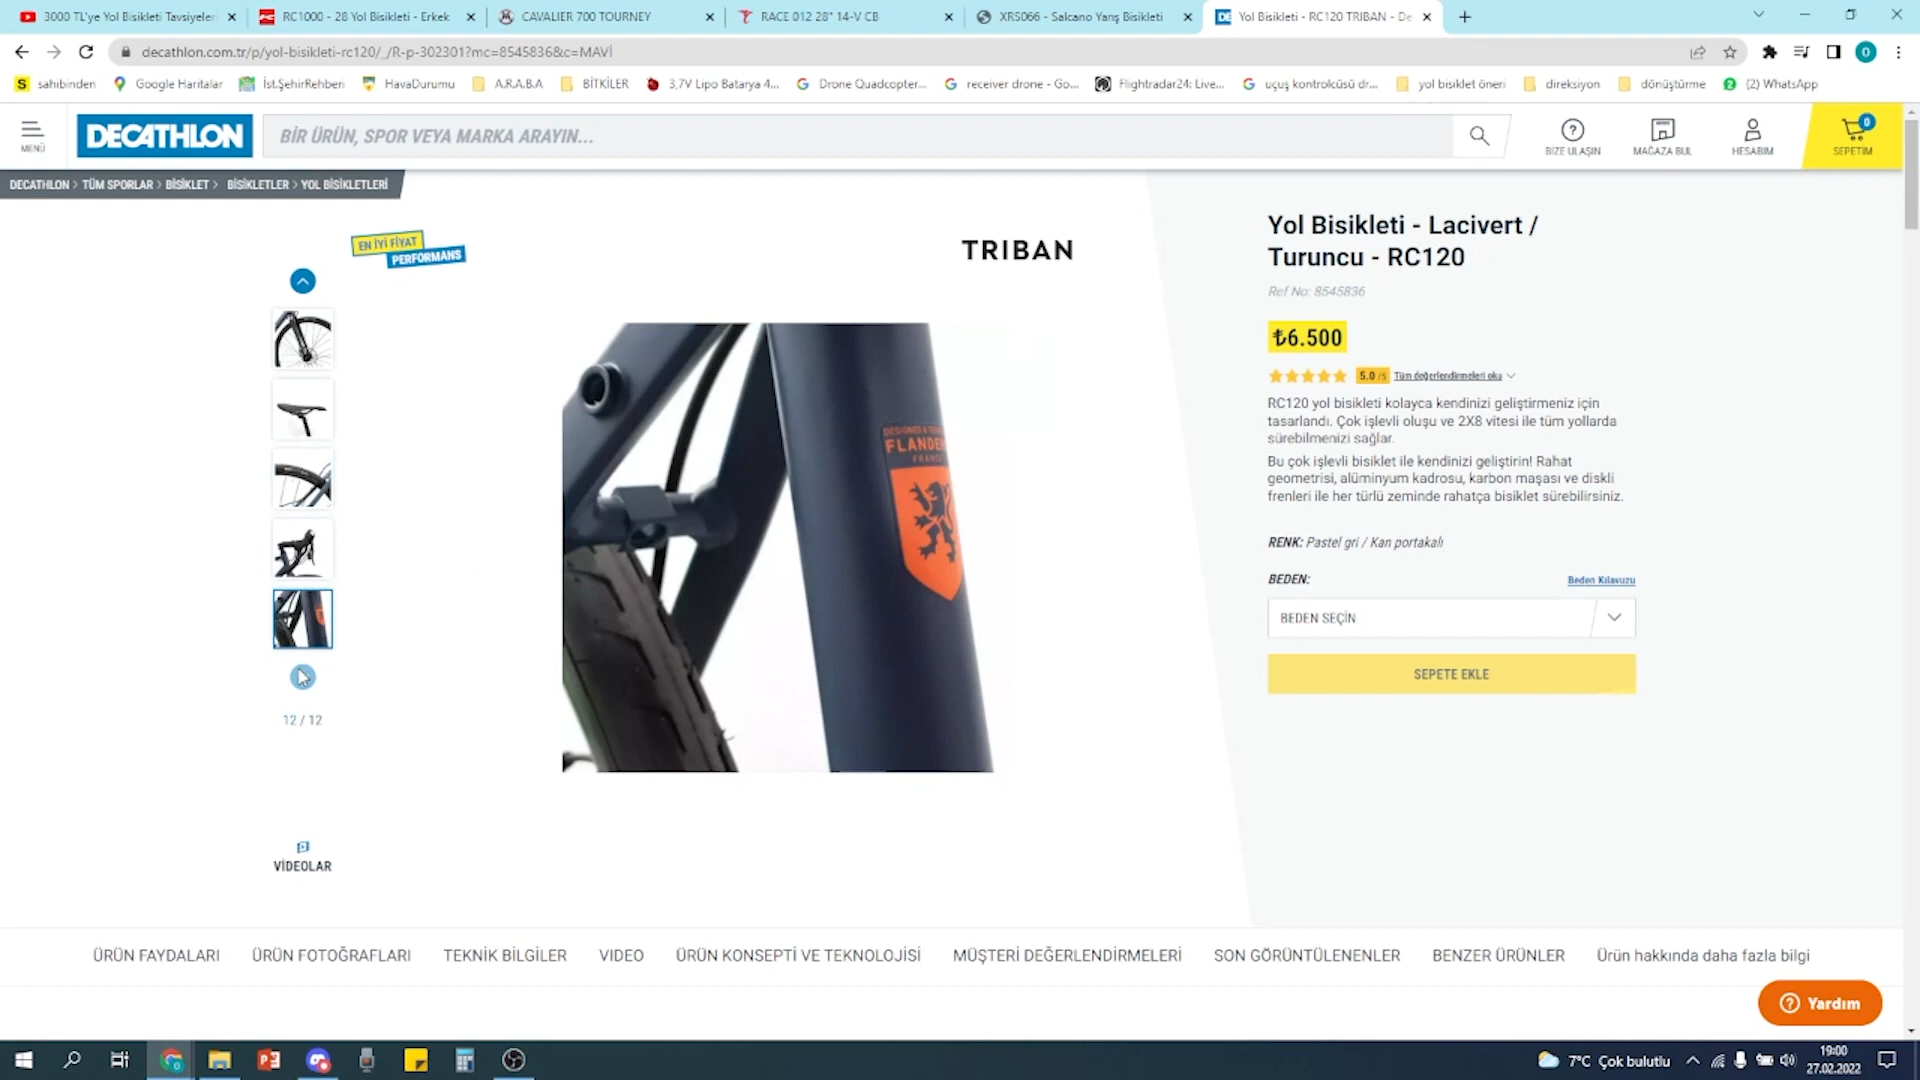 3000 TL'ye Yol Bisikleti Tavsiyeler
RC1000 - 28 Yol Bisikleti - Erkek
CAVALIER 700 TOURNEY
RACE 012 28" 14-V CB
XRS066 - Salcano Yarış Bisikleti
Yol Bisikleti - RC120 TRIBAN - De
decathlon.com.tr/p/yol-bisikleti-rc120/_/R-p-302301?mc=8545836&c=MAVİ
O
S sahibinden
Google Haritalar
İst.ŞehirRehberi
HavaDurumu
A.R.A.B.A
BİTKİLER
3,7V Lipo Batarya 4...
Drone Quadcopter...
receiver drone - Go...
Flightradar24: Live...
uçuş kontrolcüsü dr...
yol bisiklet öneri
direksiyon
dönüştürme
(2) WhatsApp
MENÜ
DECATHLON
BİR ÜRÜN, SPOR VEYA MARKA ARAYIN...
BİZE ULAŞIN
MAĞAZA BUL
HESABIM
0
SEPETİM
DECATHLON > TÜM SPORLAR > BİSİKLET > BİSİKLETLER > YOL BİSİKLETLERİ
EN İYİ FİYAT
PERFORMANS
TRIBAN
FLANDE
Yol Bisikleti - Lacivert /
Turuncu - RC120
Ref No: 8545836
₺6.500
5.0 /5 Tüm değerlendirmeleri oku
RC120 yol bisikleti kolayca kendinizi geliştirmeniz için
tasarlandı. Çok işlevli oluşu ve 2X8 vitesi ile tüm yollarda
sürebilmenizi sağlar.
Bu çok işlevli bisiklet ile kendinizi geliştirin! Rahat
geometrisi, alüminyum kadrosu, karbon maşası ve diskli
frenleri ile her türlü zeminde rahatça bisiklet sürebilirsiniz.
RENK: Pastel gri / Kan portakalı
BEDEN:
Beden Kılavuzu
BEDEN SEÇİN
SEPETE EKLE
12 / 12
VİDEOLAR
ÜRÜN FAYDALARI
ÜRÜN FOTOĞRAFLARI
TEKNİK BİLGİLER
VIDEO
ÜRÜN KONSEPTİ VE TEKNOLOJİSİ
MÜŞTERİ DEĞERLENDİRMELERİ
SON GÖRÜNTÜLENENLER
BENZER ÜRÜNLER
Ürün hakkında daha fazla bilgi
Yardım
7°C Çok bulutlu
19:00
27.02.2022